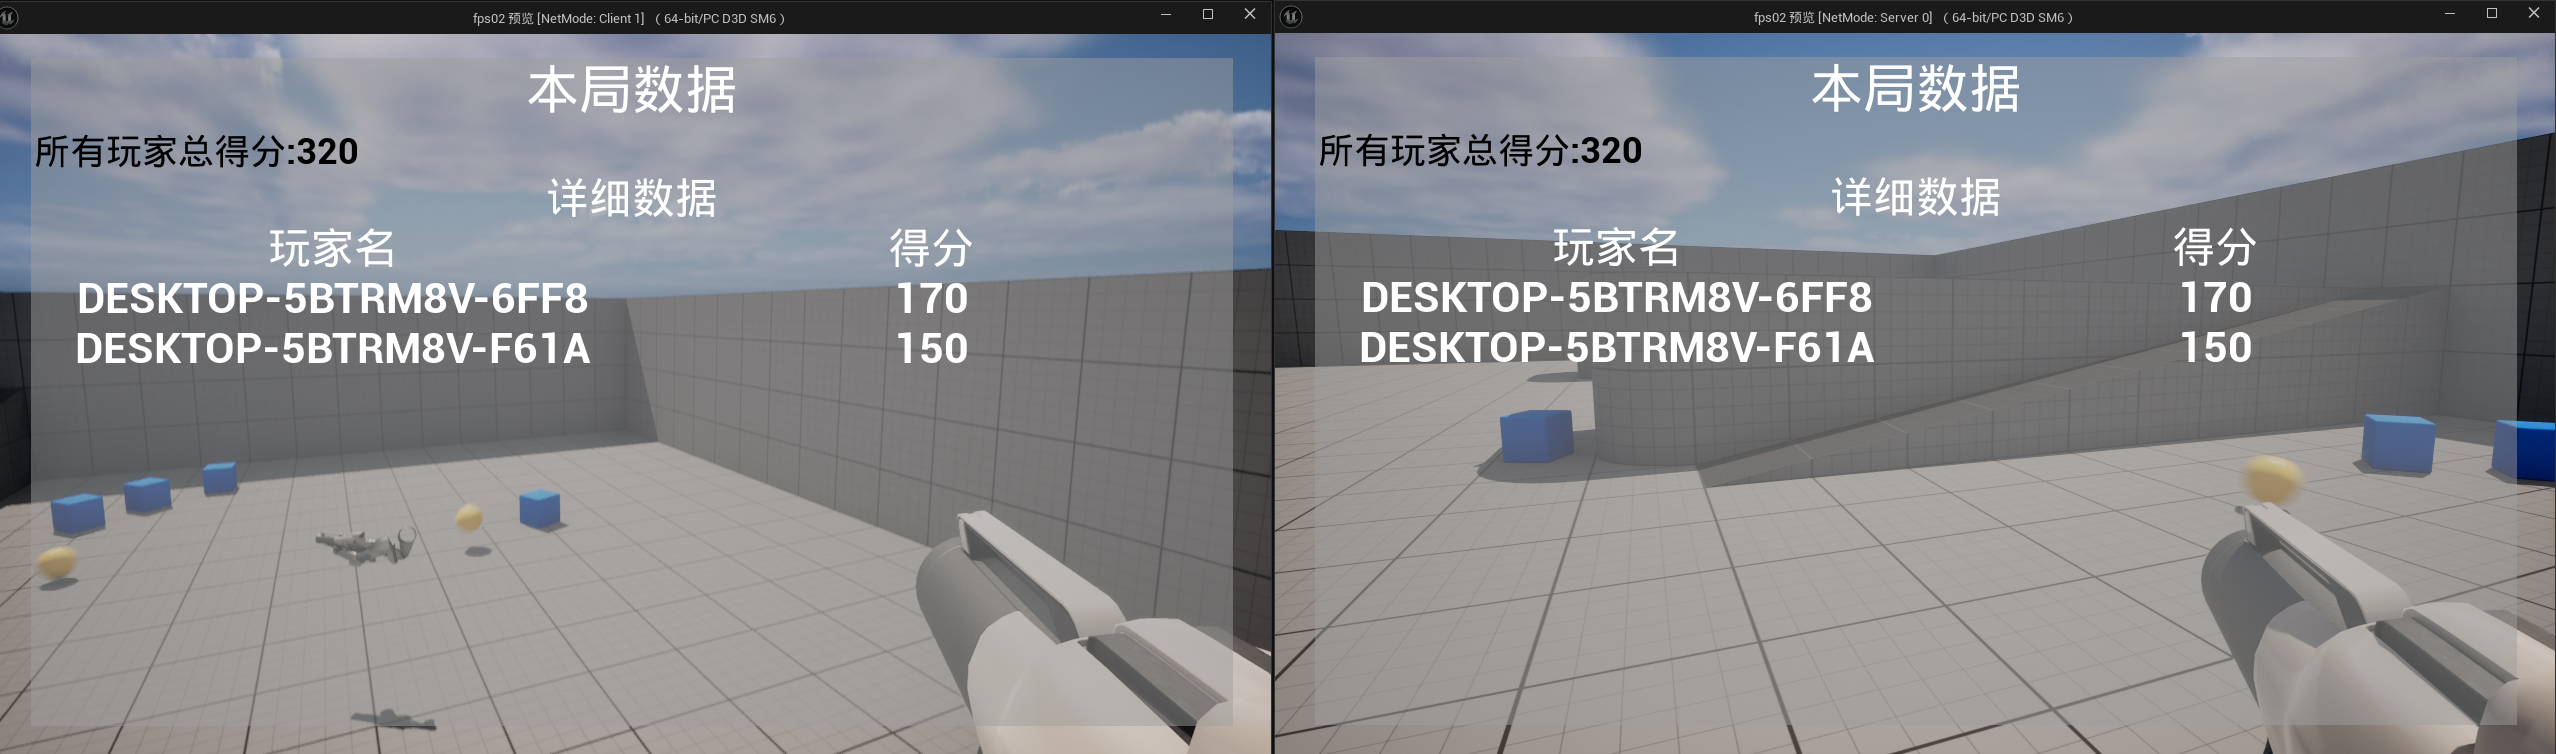 fps02 预览 [NetMode: Client 1] （64-bit/PC D3D SM6）
本局数据
所有玩家总得分:320
详细数据
玩家名 得分
DESKTOP-5BTRM8V-6FF8 170
DESKTOP-5BTRM8V-F61A 150
fps02 预览 [NetMode: Server 0] （64-bit/PC D3D SM6）
本局数据
所有玩家总得分:320
详细数据
玩家名 得分
DESKTOP-5BTRM8V-6FF8 170
DESKTOP-5BTRM8V-F61A 150